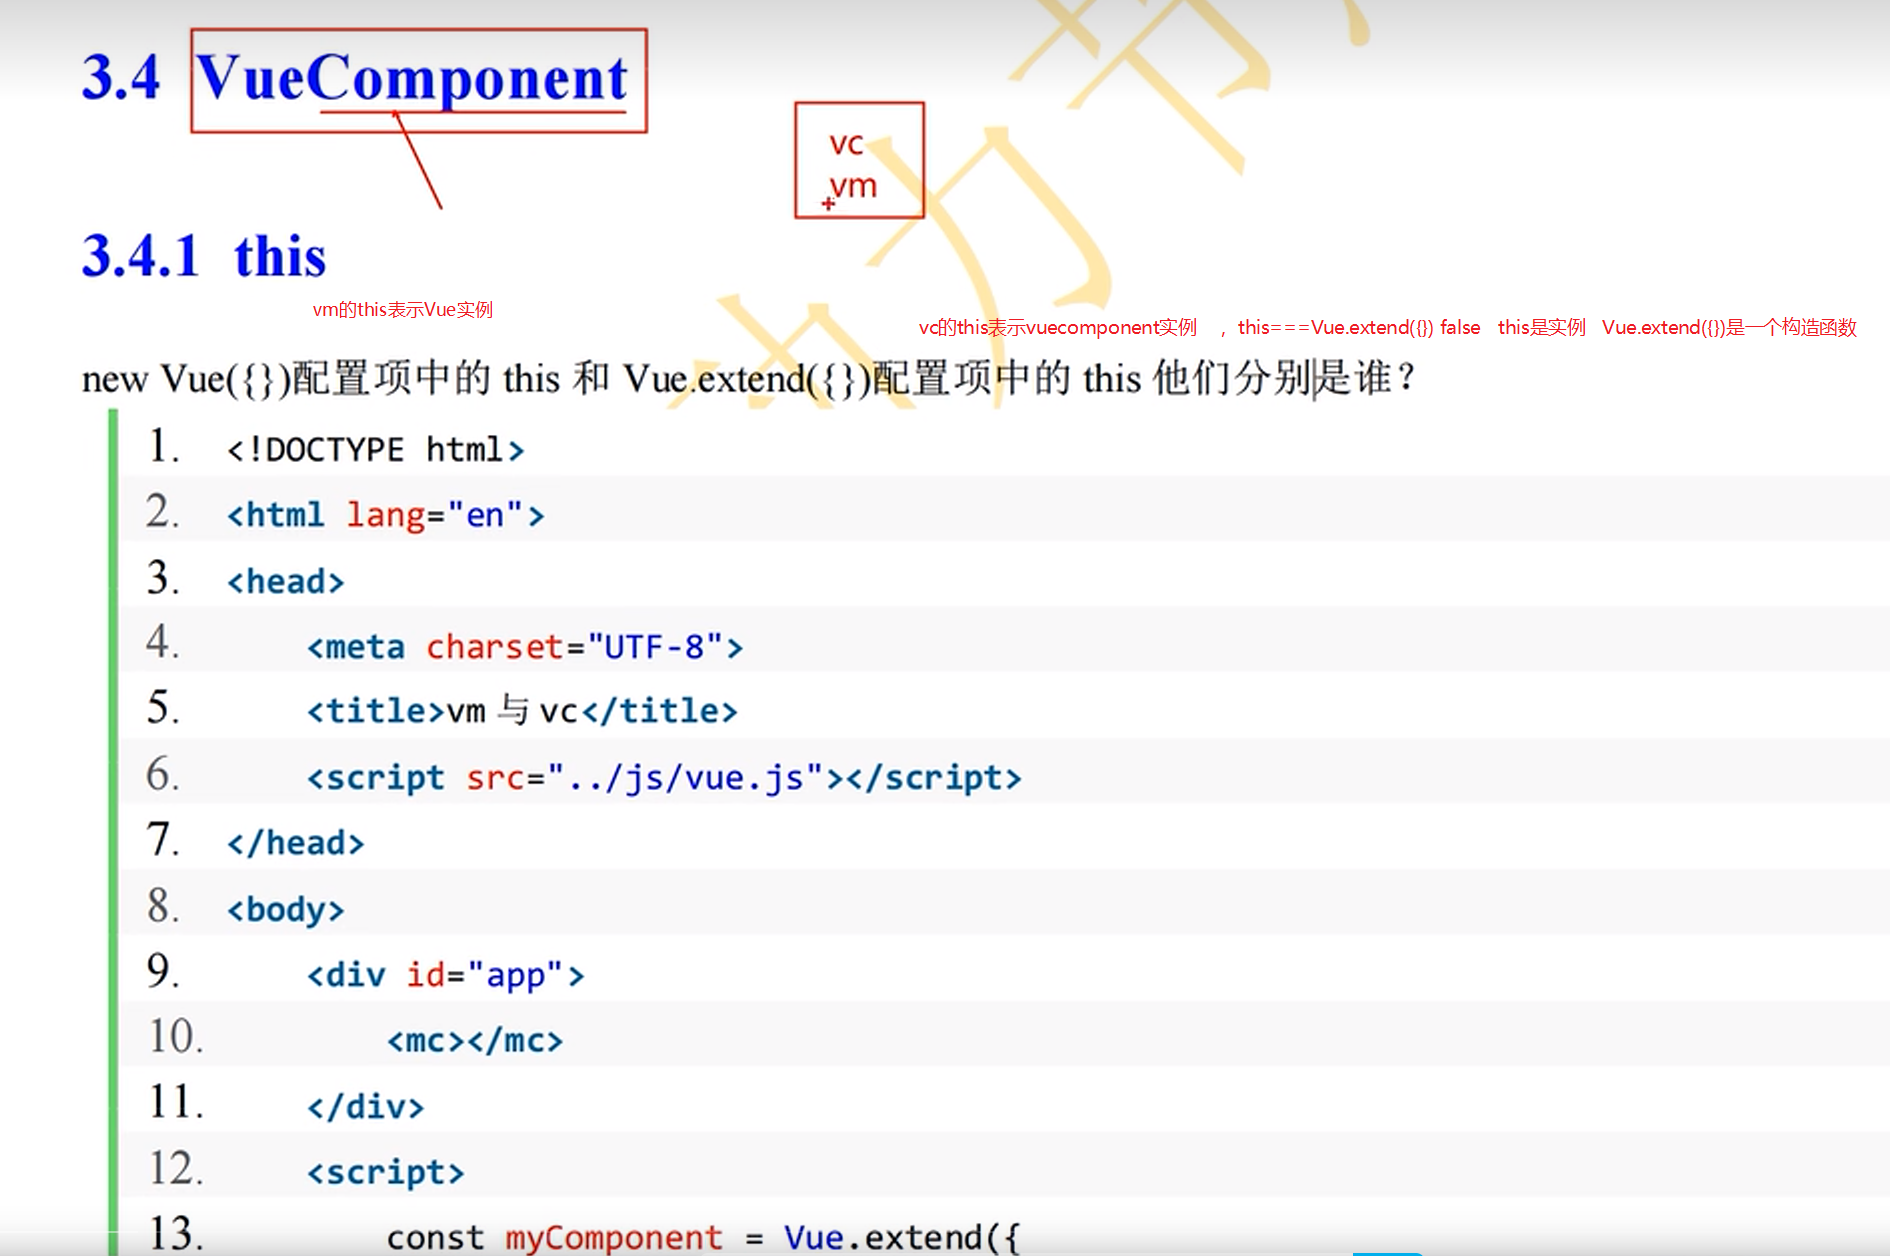 3.4 VueComponent
vc
vm
3.4.1 this
vm的this表示Vue实例
vc的this表示vuecomponent实例 ，this===Vue.extend({}) false this是实例 Vue.extend({})是一个构造函数
new Vue({})配置项中的 this 和 Vue.extend({})配置项中的 this 他们分别是谁？
1. <!DOCTYPE html>
2. <html lang="en">
3. <head>
4. <meta charset="UTF-8">
5. <title>vm 与 vc</title>
6. <script src="../js/vue.js"></script>
7. </head>
8. <body>
9. <div id="app">
10. <mc></mc>
11. </div>
12. <script>
13. const myComponent = Vue.extend({